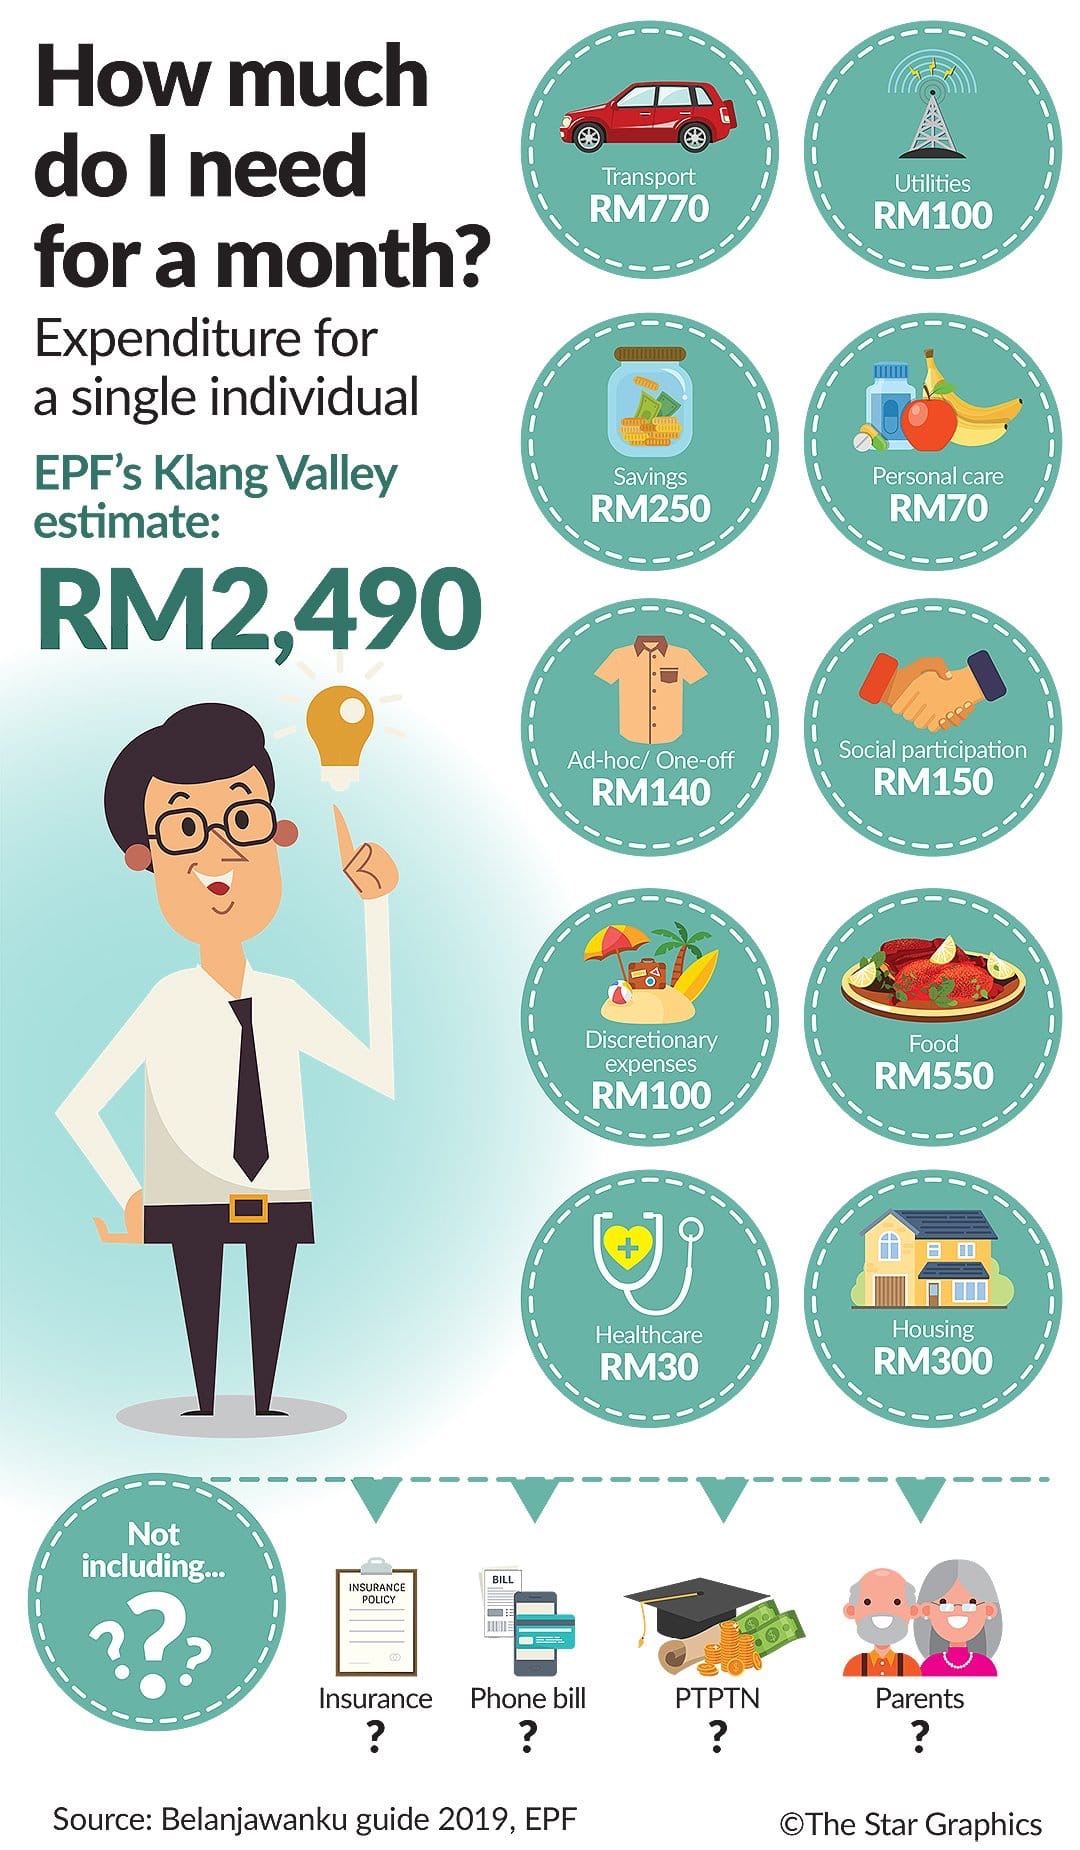 How much
do I need
for a month?
Expenditure for
a single individual
EPF's Klang Valley
estimate:
RM2,490
Transport
RM770
Utilities
RM100
Savings
RM250
Personal care
RM70
Ad-hoc/ One-off
RM140
Social participation
RM150
Discretionary
expenses
RM100
Food
RM550
Healthcare
RM30
Housing
RM300
Not
including...
???
INSURANCE
POLICY
Insurance
?
BILL
Phone bill
?
PTPTN
?
Parents
?
Source: Belanjawanku guide 2019, EPF
©The Star Graphics